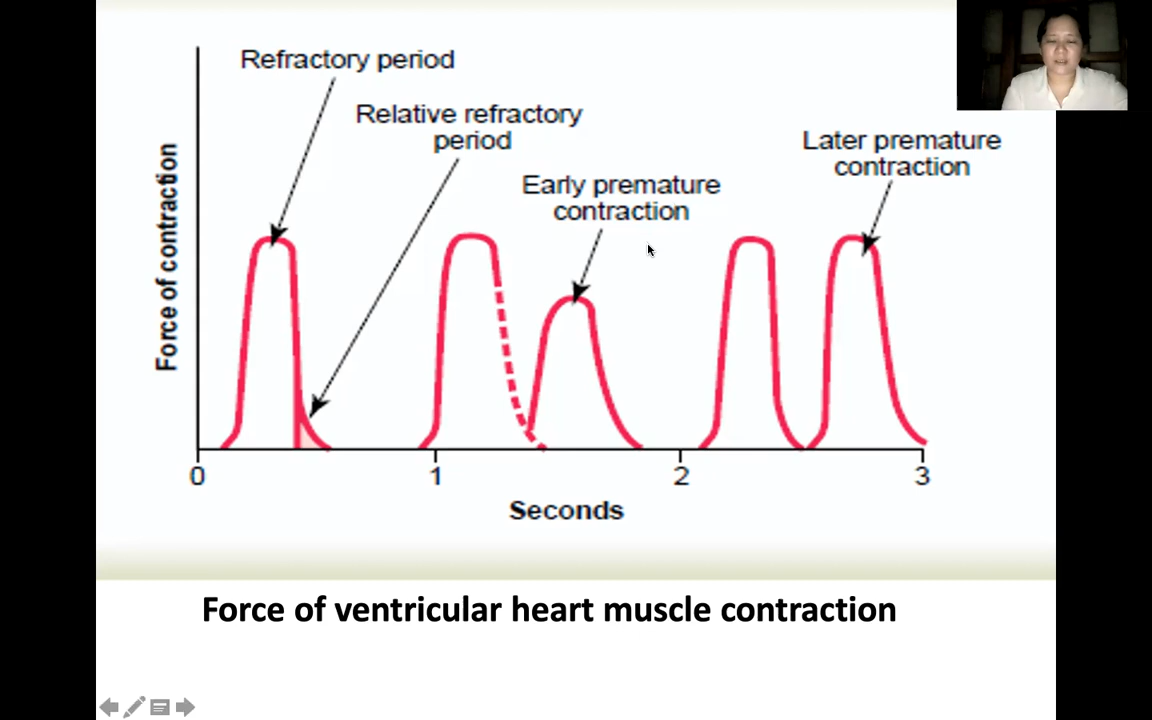 Refractory period
Relative refractory
period
Early premature
contraction
Later premature
contraction
Force of contraction
0
1
2
3
Seconds
Force of ventricular heart muscle contraction